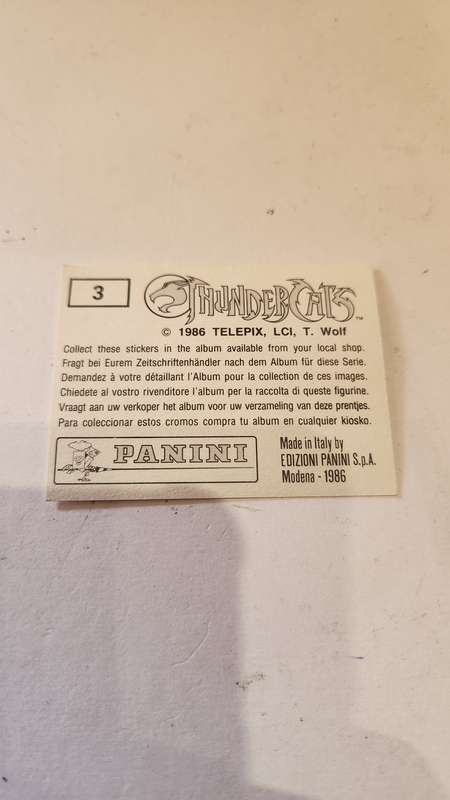 3
THUNDERCATS™
© 1986 TELEPIX, LCI, T. Wolf
Collect these stickers in the album available from your local shop.
Fragt bei Eurem Zeitschriftenhändler nach dem Album für diese Serie.
Demandez à votre détaillant l'Album pour la collection de ces images.
Chiedete al vostro rivenditore l'album per la raccolta di queste figurine.
Vraagt aan uw verkoper het album voor uw verzameling van deze prentjes.
Para coleccionar estos cromos compra tu album en cualquier kiosko.
PANINI
Made in Italy by
EDIZIONI PANINI S.p.A.
Modena - 1986